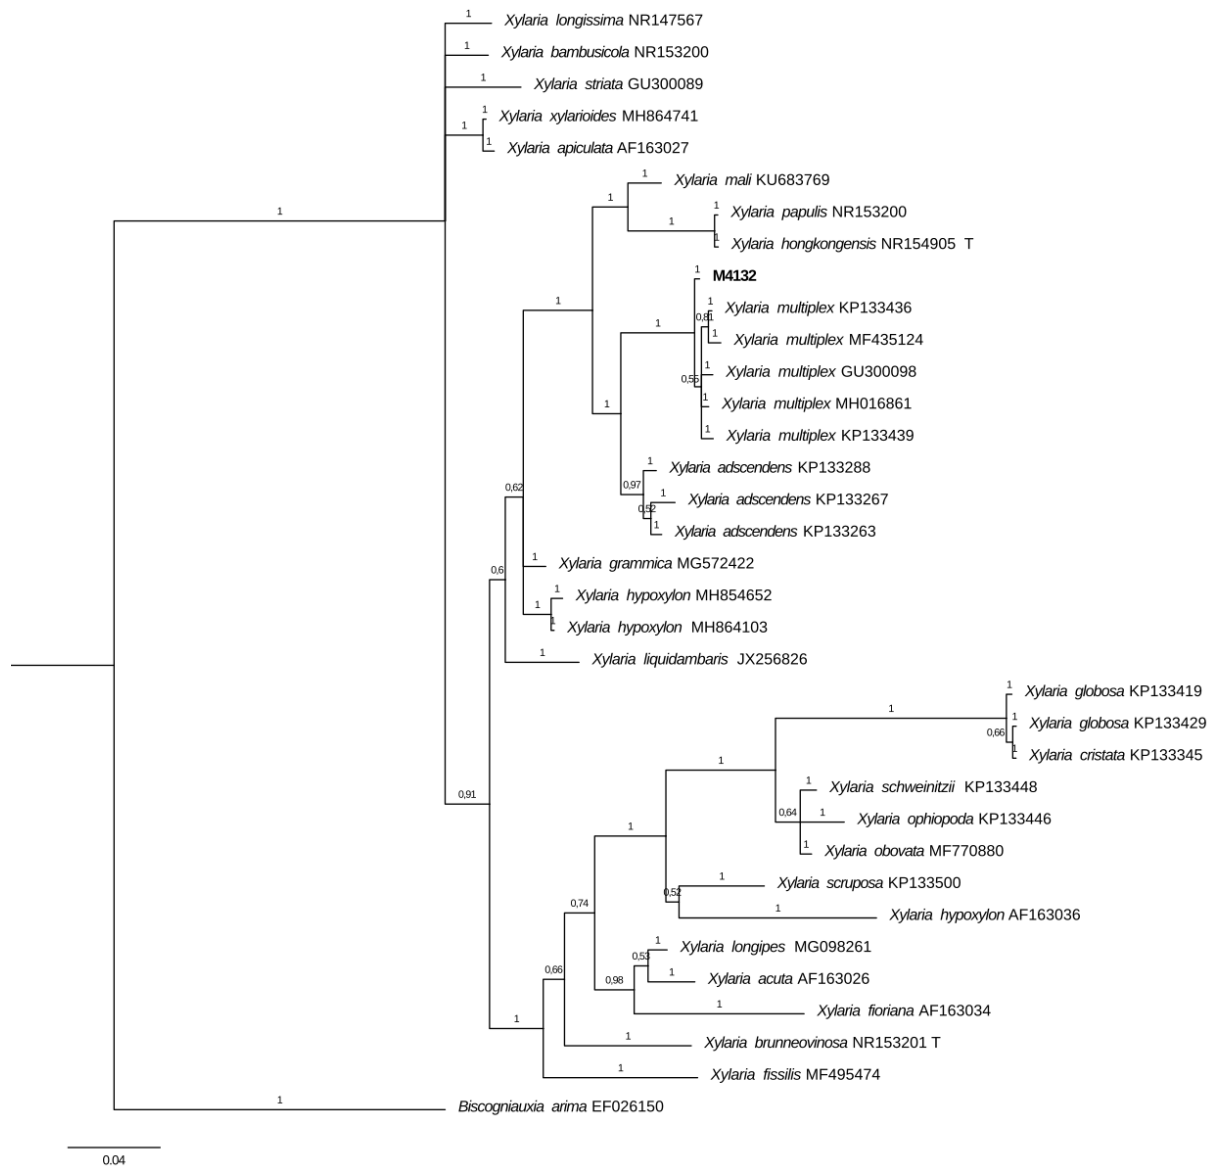 1
Xylaria longissima NR147567
1
Xylaria bambusicola NR153200
1
Xylaria striata GU300089
1
Xylaria xylarioides MH864741
1
1
Xylaria apiculata AF163027
1
Xylaria mali KU683769
1
1
Xylaria papulis NR153200
1
1
1
Xylaria hongkongensis NR154905 T
1
M4132
1
1
Xylaria multiplex KP133436
0,81
1
1
Xylaria multiplex MF435124
1
Xylaria multiplex GU300098
0,55
1
Xylaria multiplex MH016861
1
1
Xylaria multiplex KP133439
1
Xylaria adscendens KP133288
0,97
0,62
1
Xylaria adscendens KP133267
0,52
1
Xylaria adscendens KP133263
1
Xylaria grammica MG572422
0,6
1
Xylaria hypoxylon MH854652
1
1
Xylaria hypoxylon MH864103
1
Xylaria liquidambaris JX256826
1
Xylaria globosa KP133419
1
1
Xylaria globosa KP133429
0,66
1
Xylaria cristata KP133345
1
1
Xylaria schweinitzii KP133448
0,91
0,64
1
Xylaria ophiopoda KP133446
1
1
Xylaria obovata MF770880
1
Xylaria scruposa KP133500
0,52
0,74
1
Xylaria hypoxylon AF163036
1
Xylaria longipes MG098261
0,53
0,66
0,98
1
Xylaria acuta AF163026
1
Xylaria fioriana AF163034
1
1
Xylaria brunneovinosa NR153201 T
1
Xylaria fissilis MF495474
1
Biscogniauxia arima EF026150
0.04